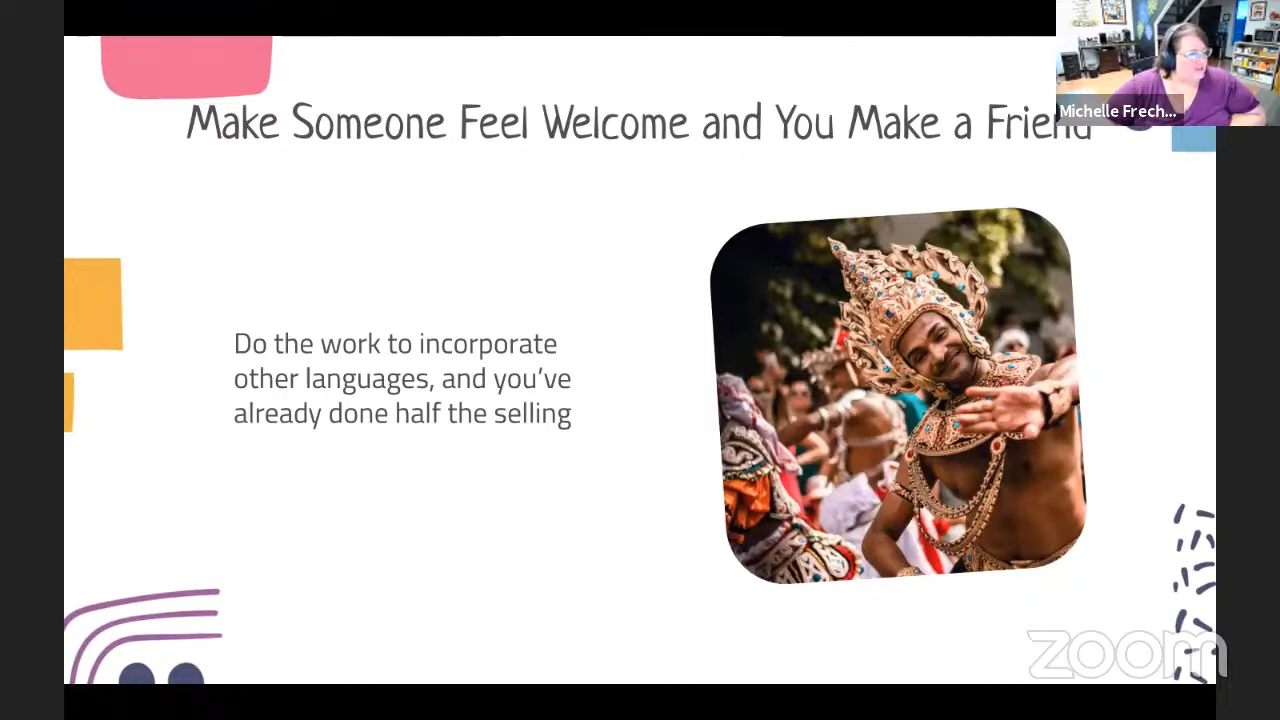 Make Someone Feel Welcome and You Make a Friend
Michelle Frech...
Do the work to incorporate
other languages, and you've
already done half the selling
zoom